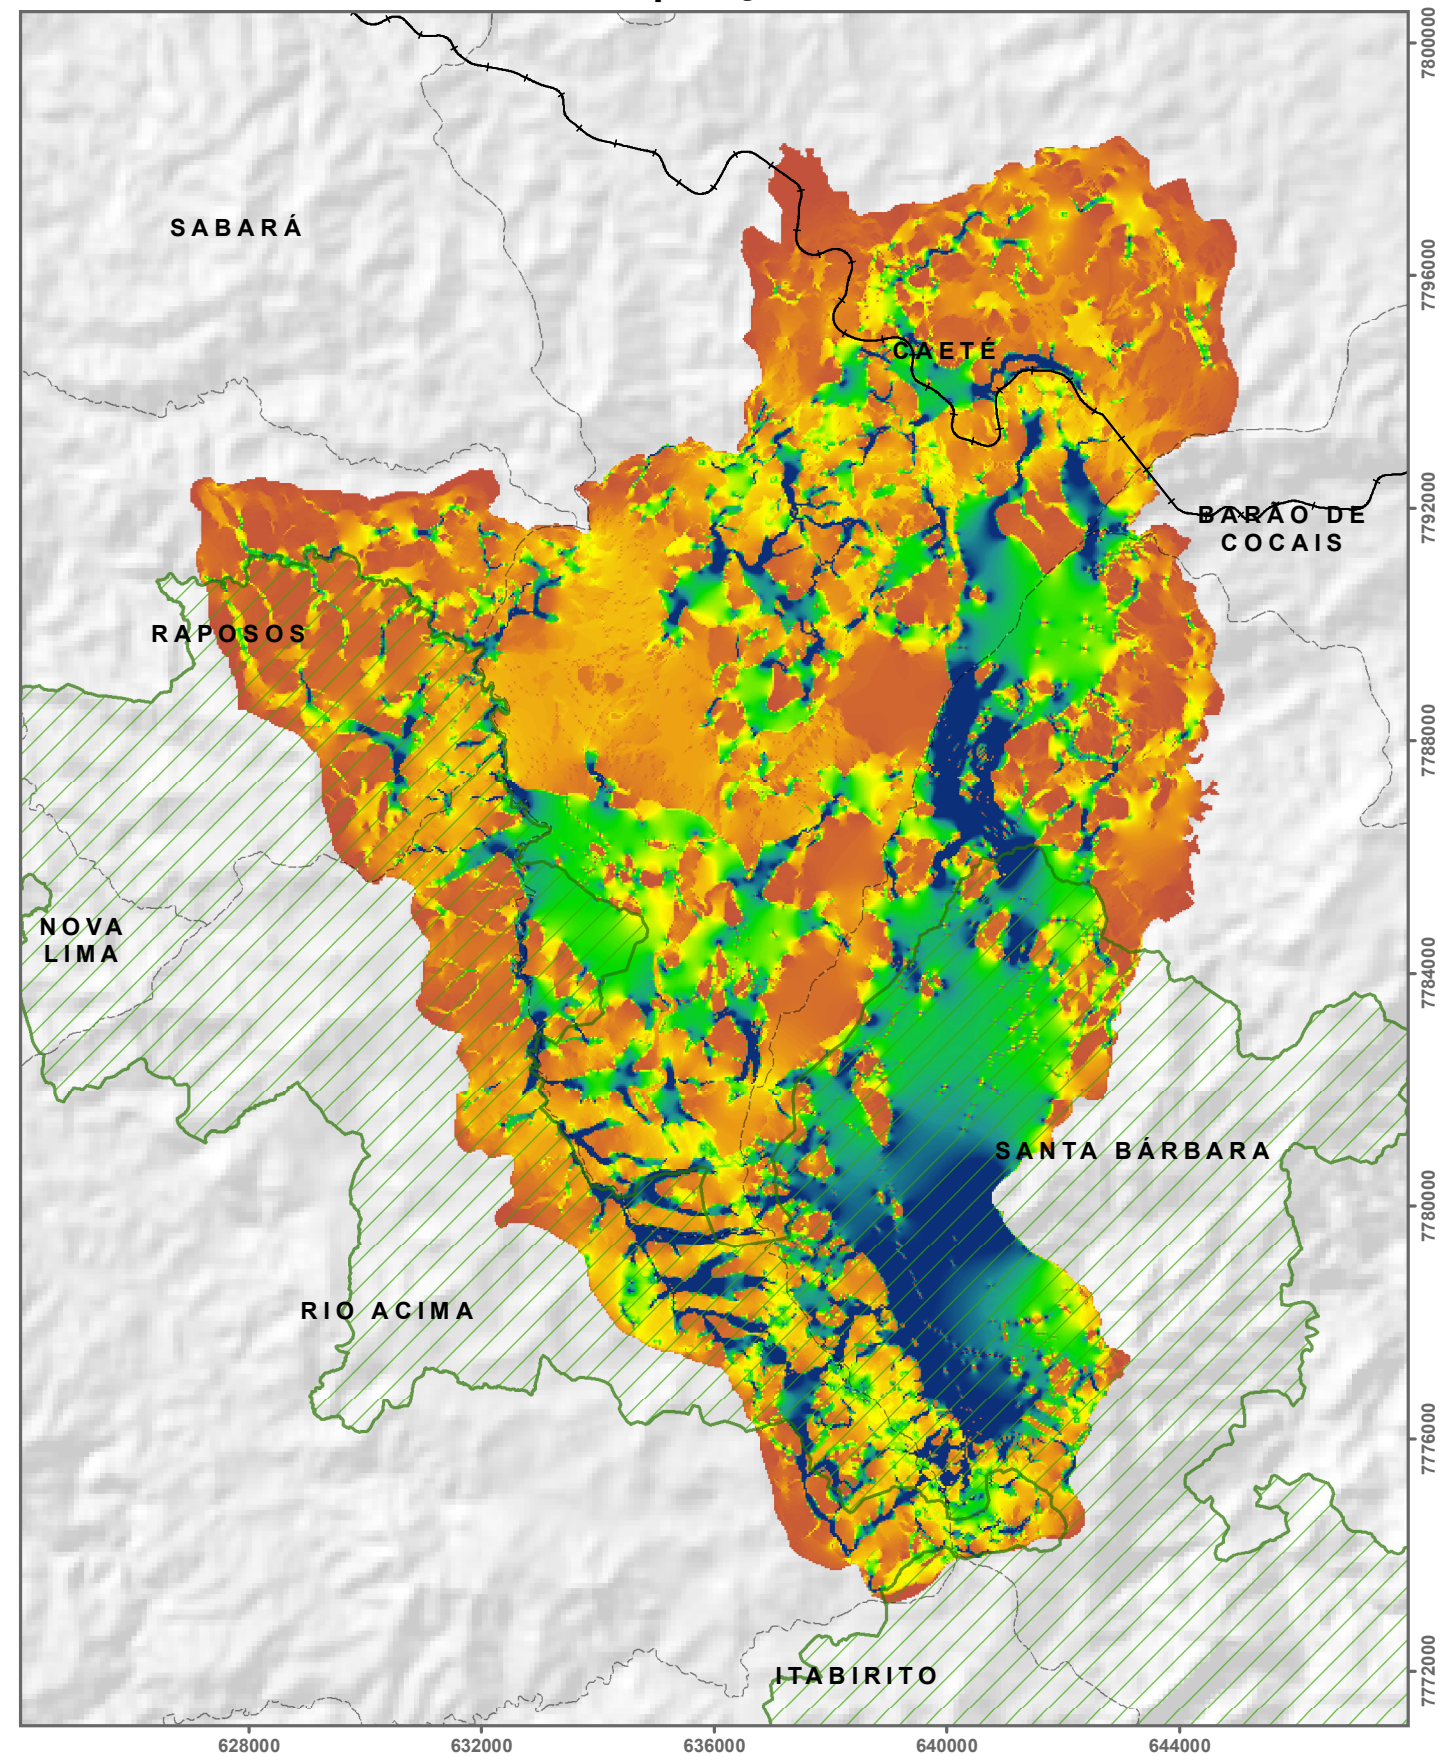 7800000
SABARÁ
7796000
CAETÉ
7792000
BARÃO DE
COCAIS
RAPOSOS
7788000
NOVA
LIMA
7784000
SANTA BÁRBARA
7780000
RIO ACIMA
7776000
ITABIRITO
7772000
628000
632000
636000
640000
644000